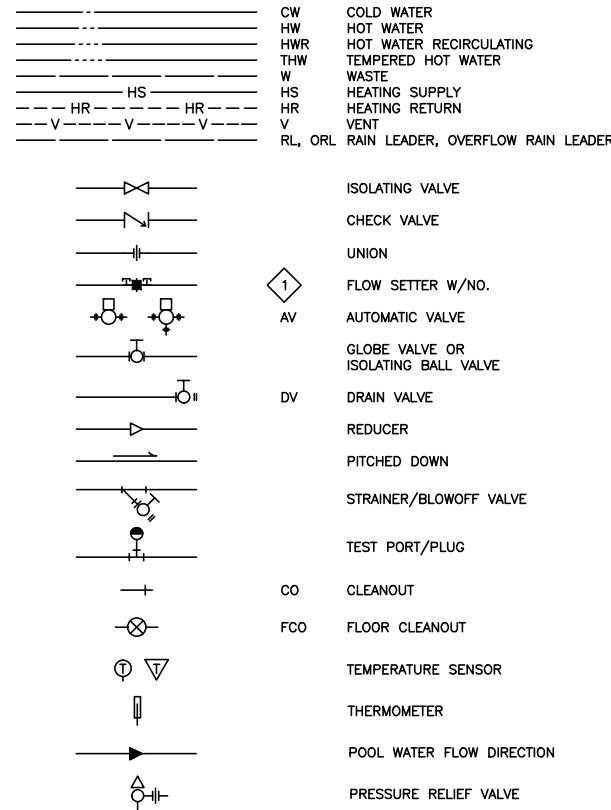 CW COLD WATER
HW HOT WATER
HWR HOT WATER RECIRCULATING
THW TEMPERED HOT WATER
W WASTE
HS HS HEATING SUPPLY
HR HR HR HEATING RETURN
V V V V VENT
RL, ORL RAIN LEADER, OVERFLOW RAIN LEADER
ISOLATING VALVE
CHECK VALVE
UNION
1 FLOW SETTER W/NO.
AV AUTOMATIC VALVE
GLOBE VALVE OR
ISOLATING BALL VALVE
DV DRAIN VALVE
REDUCER
PITCHED DOWN
STRAINER/BLOWOFF VALVE
TEST PORT/PLUG
CO CLEANOUT
FCO FLOOR CLEANOUT
T T TEMPERATURE SENSOR
THERMOMETER
POOL WATER FLOW DIRECTION
PRESSURE RELIEF VALVE